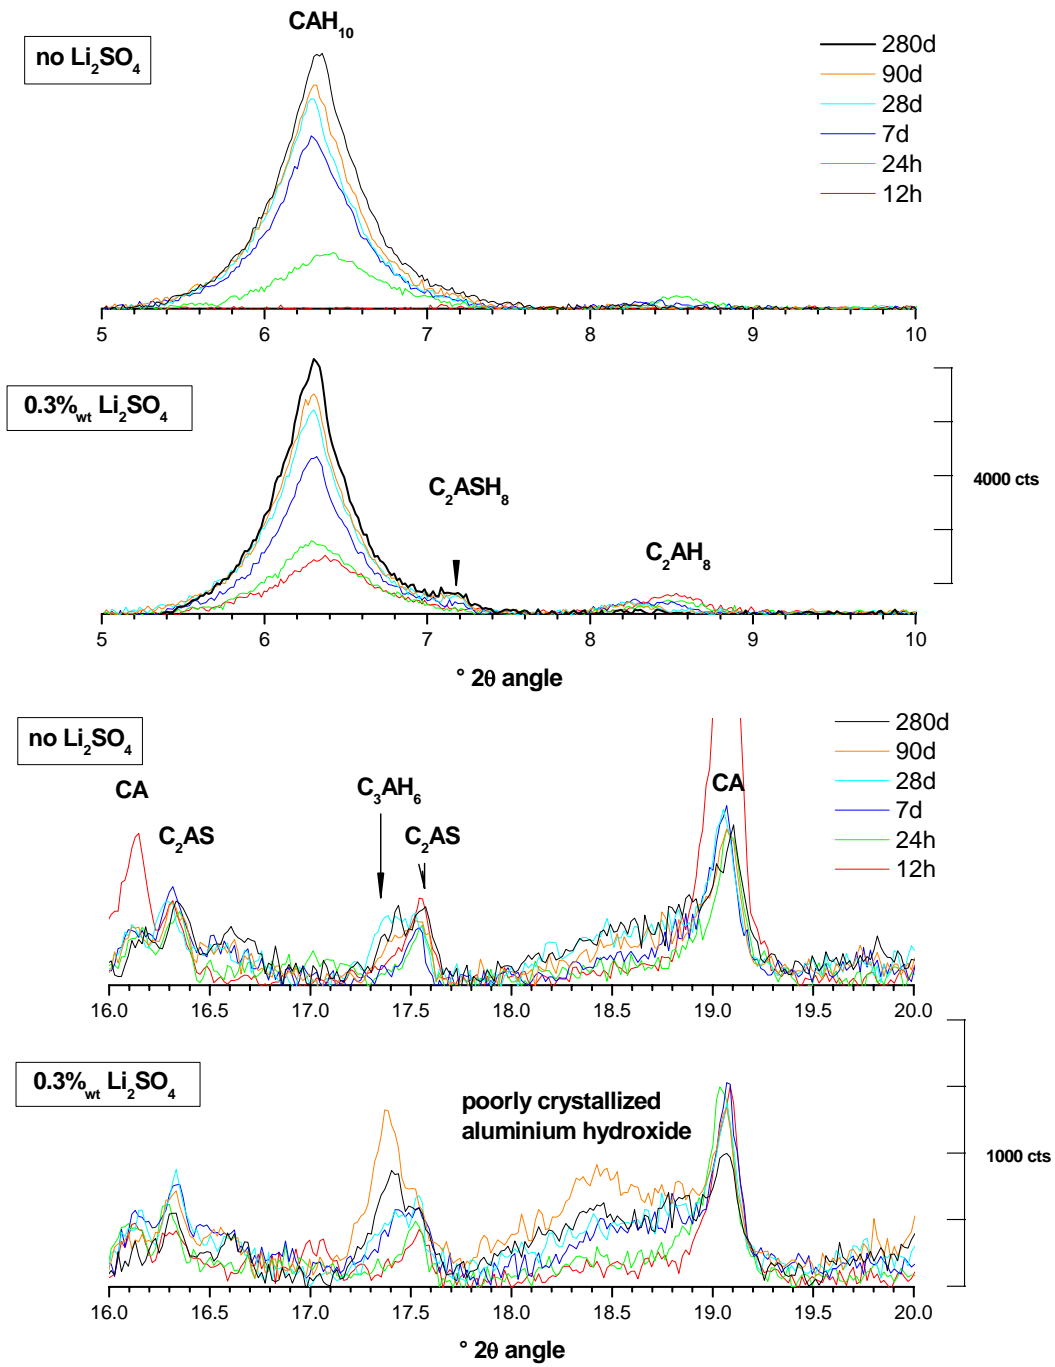 CAH₁₀
no Li₂SO₄
280d
90d
28d
7d
24h
12h
5 6 7 8 9 10
0.3%wt Li₂SO₄
C₂ASH₈
C₂AH₈
4000 cts
5 6 7 8 9 10
° 2θ angle
no Li₂SO₄
280d
90d
28d
7d
24h
12h
CA
C₂AS
C₃AH₆
C₂AS
CA
16.0 16.5 17.0 17.5 18.0 18.5 19.0 19.5 20.0
0.3%wt Li₂SO₄
poorly crystallized
aluminium hydroxide
1000 cts
16.0 16.5 17.0 17.5 18.0 18.5 19.0 19.5 20.0
° 2θ angle